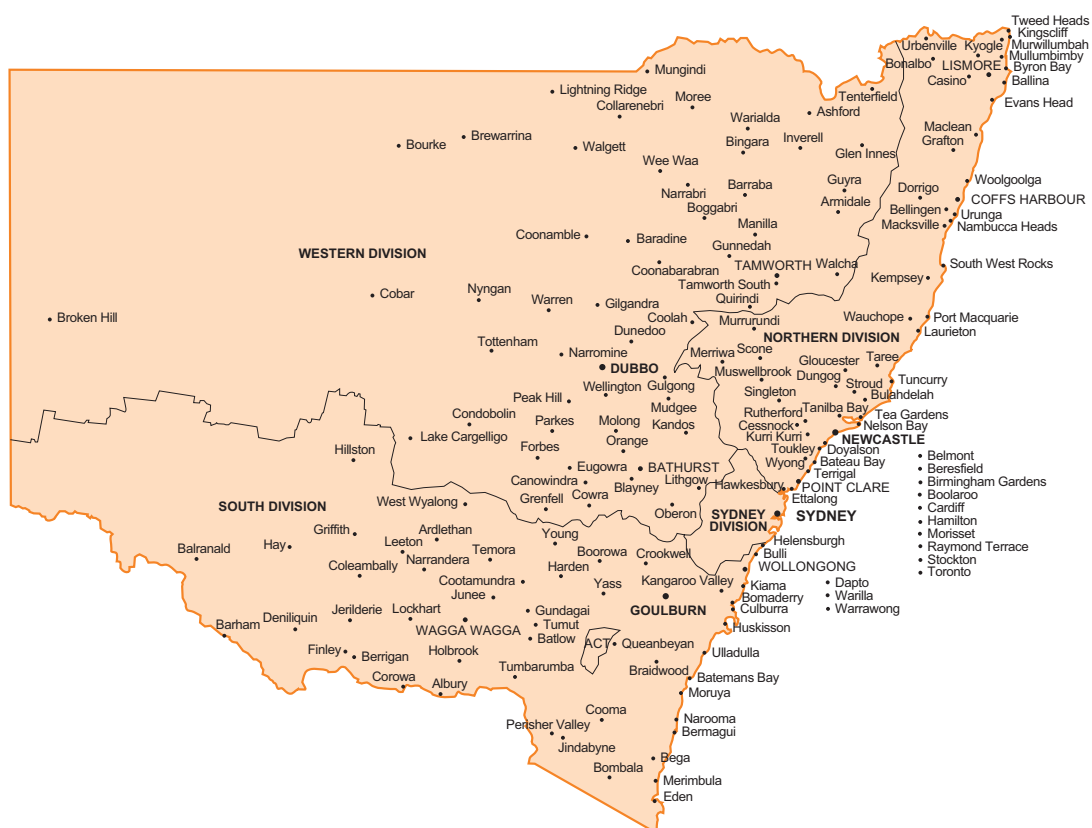 Tweed Heads
Kingscliff
Urbenville
Kyogle
Murwillumbah
Mullumbimby
Bonalbo
LISMORE
Byron Bay
Mungindi
Casino
Ballina
Lightning Ridge
Moree
Tenterfield
Evans Head
Collarenebri
Ashford
Warialda
Maclean
Brewarrina
Bingara
Inverell
Grafton
Bourke
Walgett
Glen Innes
Wee Waa
Woolgoolga
Narrabri
Barraba
Guyra
Dorrigo
COFFS HARBOUR
Boggabri
Armidale
Bellingen
Urunga
Manilla
Macksville
Nambucca Heads
Coonamble
Baradine
Gunnedah
WESTERN DIVISION
Coonabarabran
TAMWORTH
Walcha
South West Rocks
Tamworth South
Kempsey
Cobar
Nyngan
Warren
Gilgandra
Quirindi
Broken Hill
Coolah
Murrurundi
Wauchope
Port Macquarie
Dunedoo
NORTHERN DIVISION
Laurieton
Tottenham
Narromine
Merriwa
Scone
Gloucester
Taree
DUBBO
Muswellbrook
Dungog
Tuncurry
Wellington
Gulgong
Singleton
Stroud
Bulahdelah
Peak Hill
Mudgee
Rutherford
Tanilba Bay
Tea Gardens
Condobolin
Parkes
Molong
Kandos
Cessnock
Nelson Bay
Lake Cargelligo
Orange
Kurri Kurri
NEWCASTLE
Hillston
Forbes
Toukley
Doyalson
Eugowra
BATHURST
Wyong
Bateau Bay
Belmont
Canowindra
Blayney
Lithgow
Hawkesbury
Terrigal
Beresfield
POINT CLARE
Birmingham Gardens
Grenfell
Cowra
Ettalong
Boolaroo
West Wyalong
Oberon
SYDNEY
DIVISION
SYDNEY
Cardiff
SOUTH DIVISION
Hamilton
Griffith
Ardlethan
Young
Morisset
Hay
Leeton
Temora
Boorowa
Crookwell
Helensburgh
Raymond Terrace
Balranald
Narrandera
Bulli
Stockton
Coleambally
Harden
WOLLONGONG
Toronto
Cootamundra
Yass
Kangaroo Valley
Kiama
Dapto
Junee
Bomaderry
Warilla
Jerilderie
Lockhart
Gundagai
GOULBURN
Culburra
Warrawong
Deniliquin
Tumut
Huskisson
Barham
WAGGA WAGGA
Batlow
ACT
Queanbeyan
Finley
Berrigan
Holbrook
Ulladulla
Tumbarumba
Braidwood
Corowa
Albury
Batemans Bay
Moruya
Cooma
Narooma
Perisher Valley
Bermagui
Jindabyne
Bega
Bombala
Merimbula
Eden